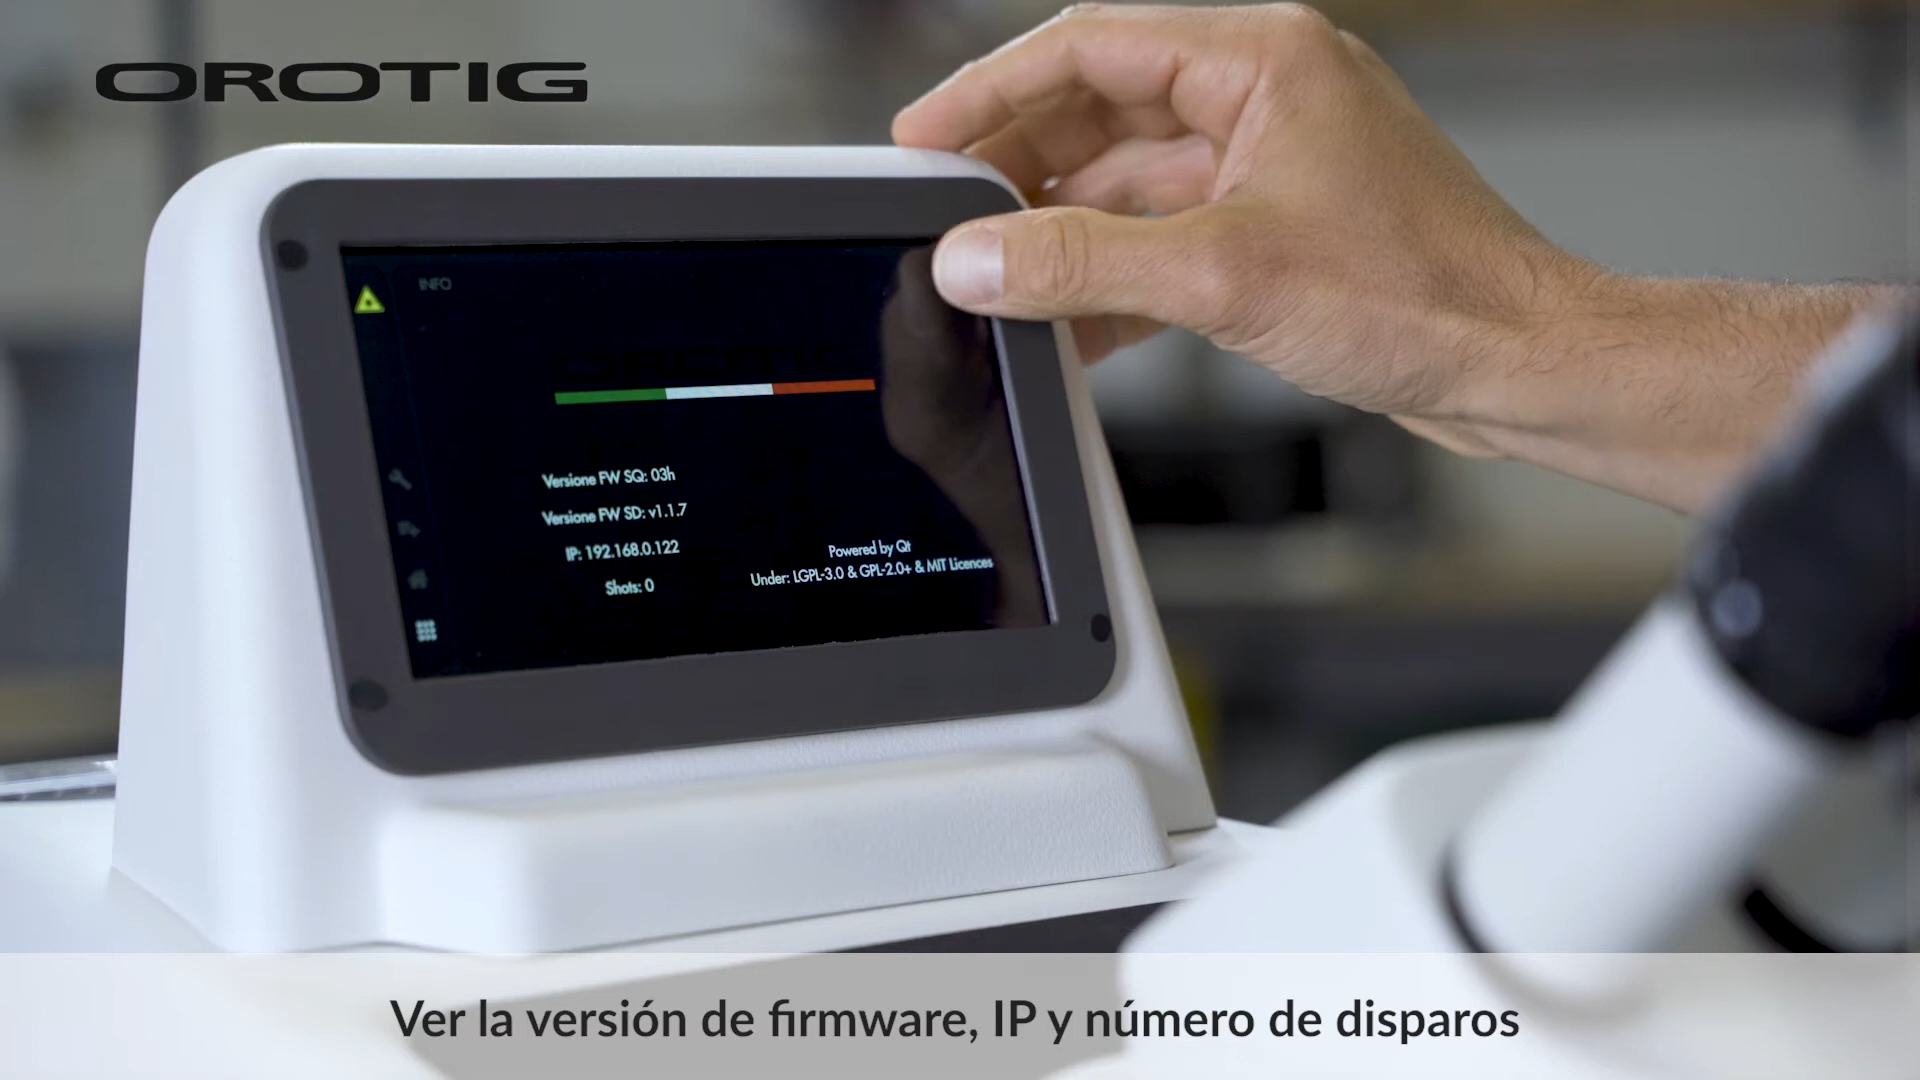 OROTIG
INFO
OROTIG
Versione FW SQ: 03h
Versione FW SD: v1.1.7
IP: 192.168.0.122
Shots: 0
Powered by Qt
Under: LGPL-3.0 & GPL-2.0+ & MIT Licences
Ver la versión de firmware, IP y número de disparos